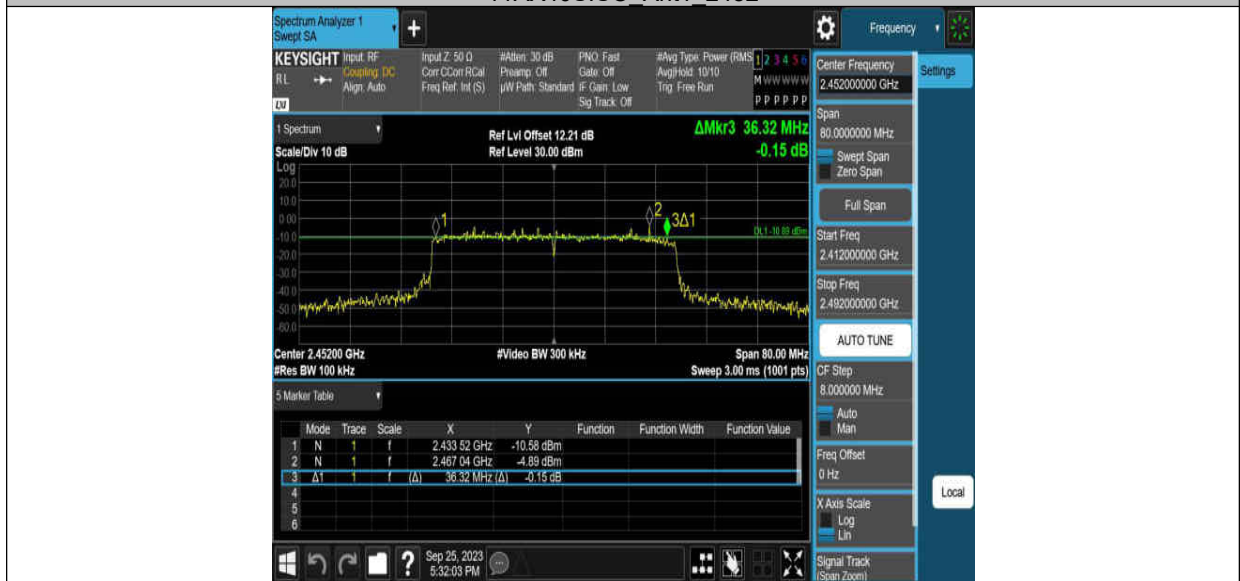 Spectrum Analyzer 1
Swept SA
+
Frequency
KEYSIGHT
RL
Input: RF
Coupling: DC
Align: Auto
Input Z: 50 Ω
Corr CCorr RCal
Freq Ref: Int (S)
#Atten: 30 dB
Preamp: Off
µW Path: Standard
PNO: Fast
Gate: Off
IF Gain: Low
Sig Track: Off
#Avg Type: Power (RMS
Avg|Hold: 10/10
Trig: Free Run
1 2 3 4 5 6
M W W W W W
P P P P P P
1 Spectrum
Scale/Div 10 dB
Log
Ref Lvl Offset 12.21 dB
Ref Level 30.00 dBm
ΔMkr3 36.32 MHz
-0.15 dB
20.0
10.0
0.00
-10.0
-20.0
-30.0
-40.0
-50.0
-60.0
1
2
3Δ1
DL1 -10.89 dBm
Center 2.45200 GHz
#Res BW 100 kHz
#Video BW 300 kHz
Span 80.00 MHz
Sweep 3.00 ms (1001 pts)
5 Marker Table
Mode Trace Scale X Y Function Function Width Function Value
1 N 1 f 2.433 52 GHz -10.58 dBm
2 N 1 f 2.467 04 GHz -4.89 dBm
3 Δ1 1 f (Δ) 36.32 MHz (Δ) -0.15 dB
4
5
6
?
Sep 25, 2023
5:32:03 PM
Center Frequency
2.452000000 GHz
Settings
Span
80.0000000 MHz
Swept Span
Zero Span
Full Span
Start Freq
2.412000000 GHz
Stop Freq
2.492000000 GHz
AUTO TUNE
CF Step
8.000000 MHz
Auto
Man
Freq Offset
0 Hz
X Axis Scale
Log
Lin
Local
Signal Track
(Span Zoom)